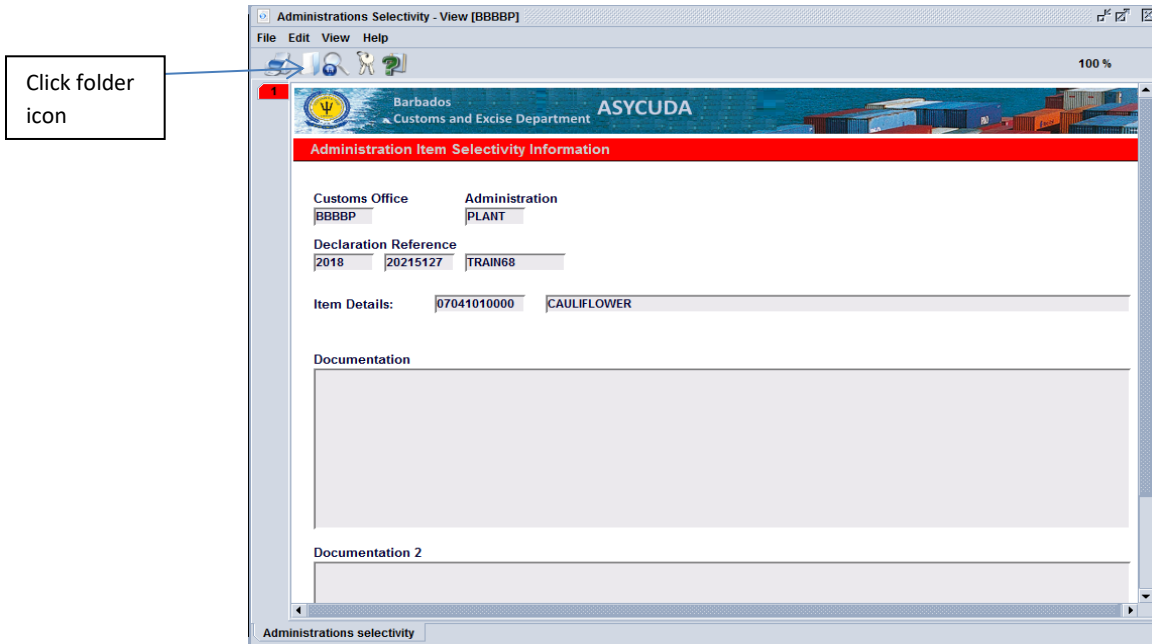 Administrations Selectivity - View [BBBBP]
File Edit View Help
Click folder
icon
100 %
1
Barbados
Customs and Excise Department
ASYCUDA
Administration Item Selectivity Information
Customs Office Administration
BBBBP PLANT
Declaration Reference
2018 20215127 TRAIN68
Item Details: 07041010000 CAULIFLOWER
Documentation
Documentation 2
Administrations selectivity